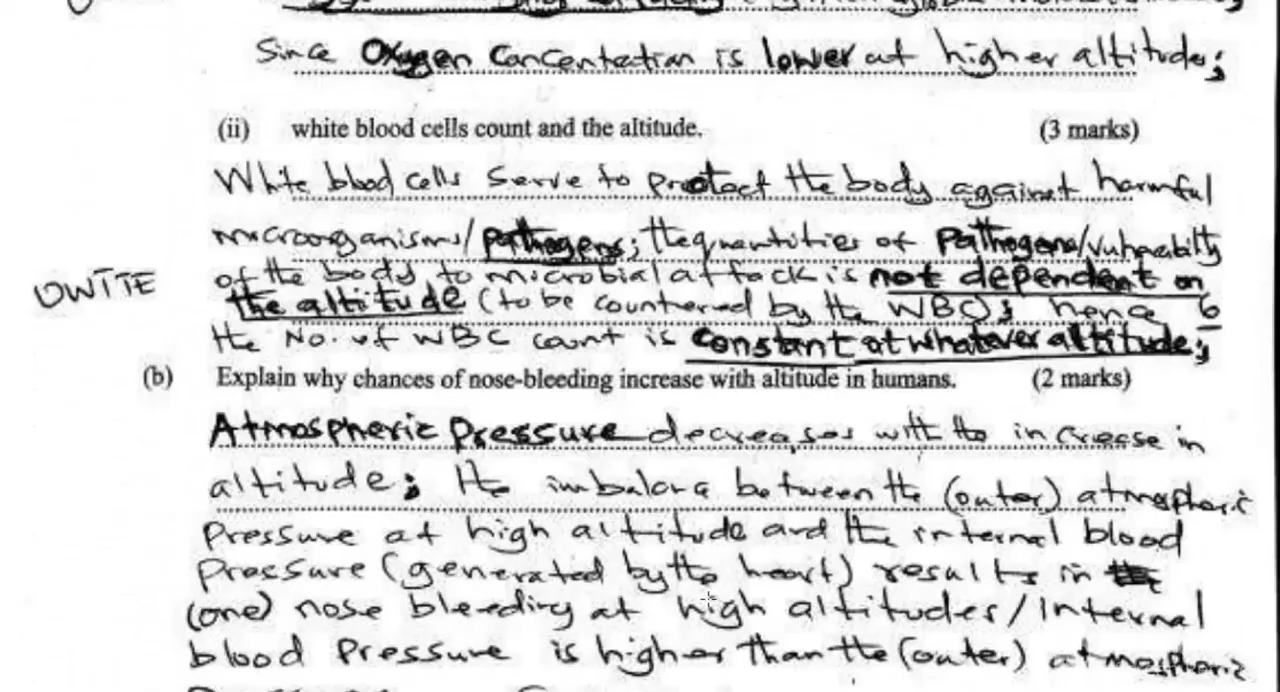 Since Oxygen Concentration is lower at higher altitude;
(ii) white blood cells count and the altitude. (3 marks)
White blood cells serve to protect the body against harmful
microorganisms/pathogens; the quantities of pathogens/vulnerability
of the body to microbial attack is not dependent on
OWTTE
the altitude (to be countered by the WBC); hence 6
the No. of WBC count is constant at whatever altitude;
(b) Explain why chances of nose-bleeding increase with altitude in humans. (2 marks)
Atmospheric pressure decreases with the increase in
altitude; the imbalance between the (outer) atmospheric
pressure at high altitude and the internal blood
pressure (generated by the heart) results in
(one) nose bleeding at high altitudes/internal
blood pressure is higher than the (outer) atmospheric